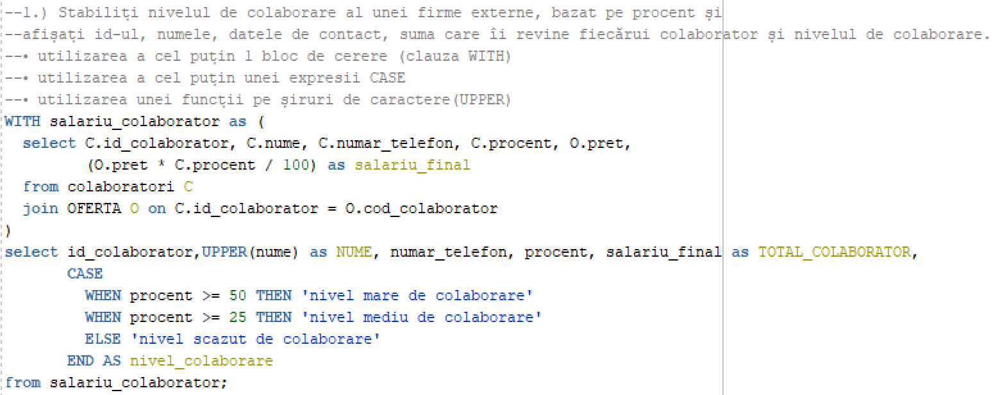 --1.) Stabiliți nivelul de colaborare al unei firme externe, bazat pe procent și
--afișați id-ul, numele, datele de contact, suma care îi revine fiecărui colaborator și nivelul de colaborare.
--• utilizarea a cel puțin 1 bloc de cerere (clauza WITH)
--• utilizarea a cel puțin unei expresii CASE
--• utilizarea unei funcții pe șiruri de caractere(UPPER)
WITH salariu_colaborator as (
  select C.id_colaborator, C.nume, C.numar_telefon, C.procent, O.pret,
         (O.pret * C.procent / 100) as salariu_final
  from colaboratori C
  join OFERTA O on C.id_colaborator = O.cod_colaborator
)
select id_colaborator,UPPER(nume) as NUME, numar_telefon, procent, salariu_final as TOTAL_COLABORATOR,
       CASE
         WHEN procent >= 50 THEN 'nivel mare de colaborare'
         WHEN procent >= 25 THEN 'nivel mediu de colaborare'
         ELSE 'nivel scazut de colaborare'
       END AS nivel_colaborare
from salariu_colaborator;